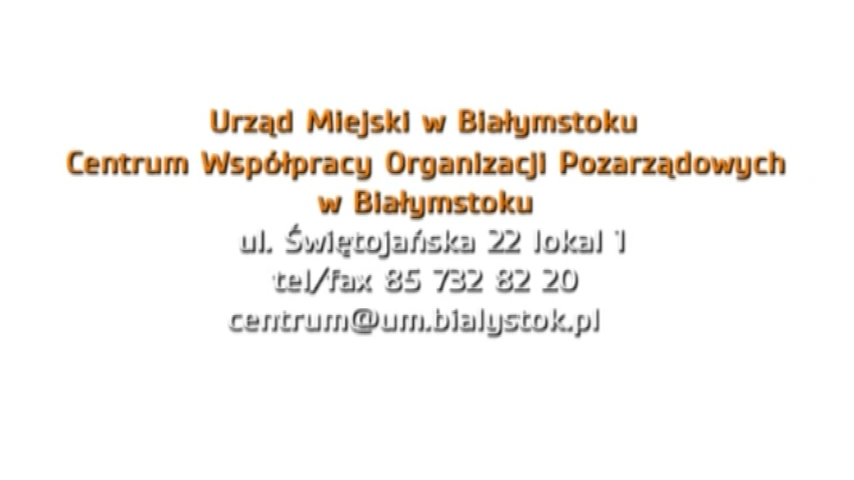 Urząd Miejski w Białymstoku
Centrum Współpracy Organizacji Pozarządowych
w Białymstoku
ul. Świętojańska 22 lokal 1
tel/fax 85 732 82 20
centrum@um.bialystok.pl